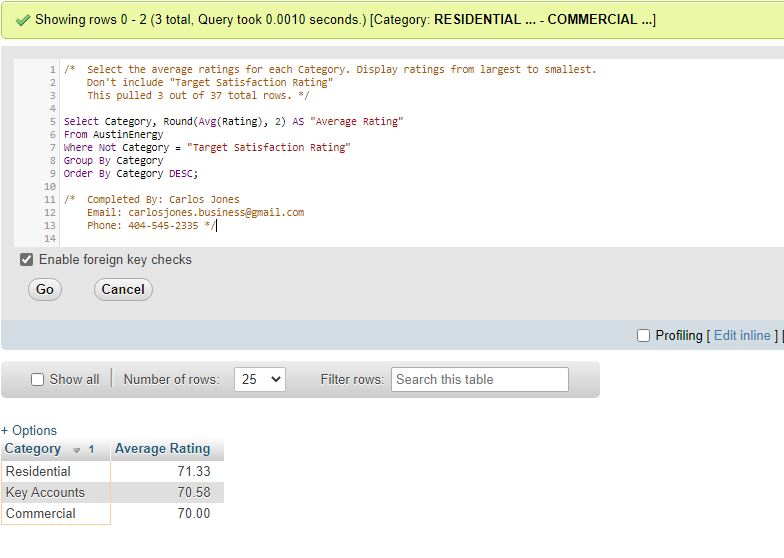 Showing rows 0 - 2 (3 total, Query took 0.0010 seconds.) [Category: RESIDENTIAL ... - COMMERCIAL ...]
1 /* Select the average ratings for each Category. Display ratings from largest to smallest.
2 Don't include "Target Satisfaction Rating"
3 This pulled 3 out of 37 total rows. */
4
5 Select Category, Round(Avg(Rating), 2) AS "Average Rating"
6 From AustinEnergy
7 Where Not Category = "Target Satisfaction Rating"
8 Group By Category
9 Order By Category DESC;
10
11 /* Completed By: Carlos Jones
12 Email: carlosjones.business@gmail.com
13 Phone: 404-545-2335 */
14
Enable foreign key checks
Go Cancel
Profiling [ Edit inline ] [
Show all Number of rows: 25 Filter rows: Search this table
+ Options
Category 1 Average Rating
Residential 71.33
Key Accounts 70.58
Commercial 70.00